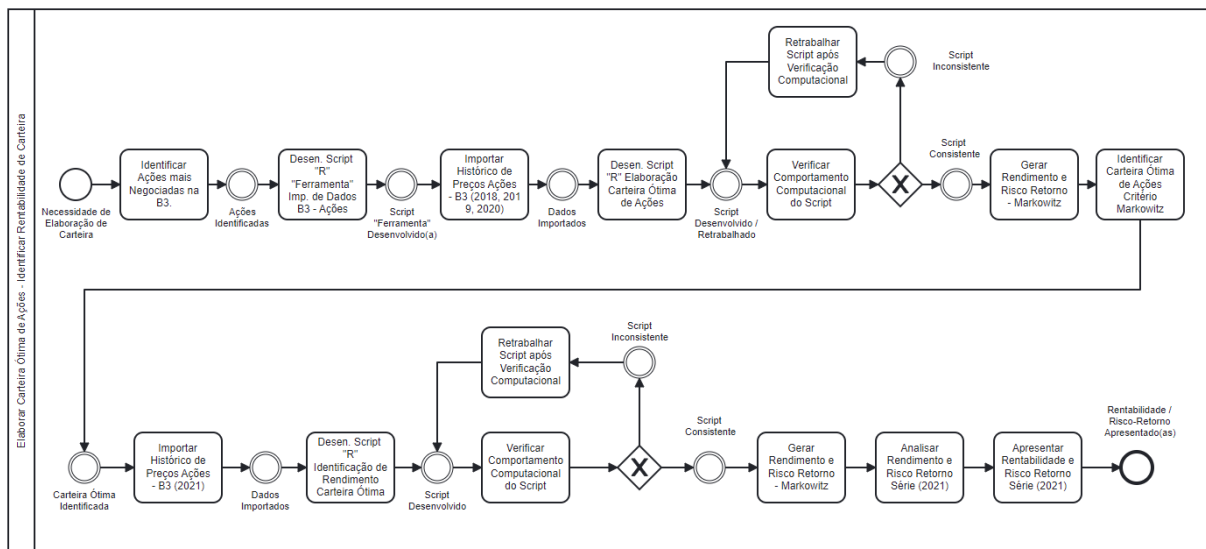 Elaborar Carteira Ótima de Ações - Identificar Rentabilidade de Carteira
Necessidade de
Elaboração de
Carteira
Identificar
Ações mais
Negociadas na
B3.
Ações
Identificadas
Desen. Script
"R"
"Ferramenta"
Imp. de Dados
B3 - Ações
Script
"Ferramenta"
Desenvolvido(a)
Importar
Histórico de
Preços Ações
- B3 (2018, 201
9, 2020)
Dados
Importados
Desen. Script
"R" Elaboração
Carteira Ótima
de Ações
Script
Desenvolvido /
Retrabalhado
Retrabalhar
Script após
Verificação
Computacional
Script
Inconsistente
Verificar
Comportamento
Computacional
do Script
Script
Consistente
Gerar
Rendimento e
Risco Retorno
- Markowitz
Identificar
Carteira Ótima
de Ações
Critério
Markowitz
Carteira Ótima
Identificada
Importar
Histórico de
Preços Ações
- B3 (2021)
Dados
Importados
Desen. Script
"R"
Identificação de
Rendimento
Carteira Ótima
Script
Desenvolvido
Retrabalhar
Script após
Verificação
Computacional
Script
Inconsistente
Verificar
Comportamento
Computacional
do Script
Script
Consistente
Gerar
Rendimento e
Risco Retorno
- Markowitz
Analisar
Rendimento e
Risco Retorno
Série (2021)
Apresentar
Rentabilidade e
Risco Retorno
Série (2021)
Rentabilidade /
Risco-Retorno
Apresentado(as)